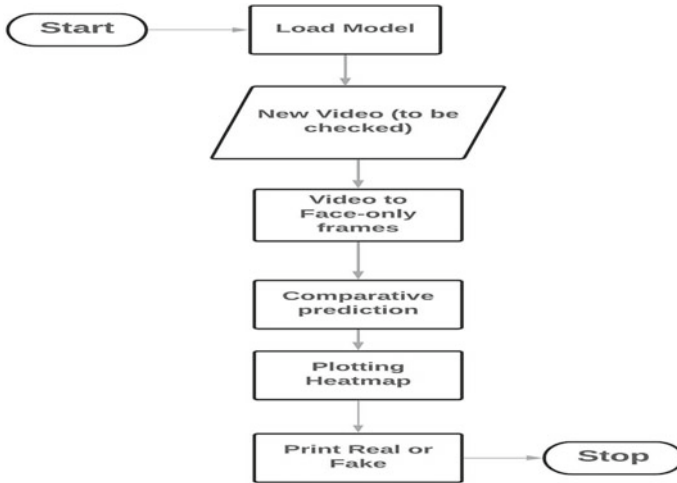 Start
Load Model
New Video (to be
checked)
Video to
Face-only
frames
Comparative
prediction
Plotting
Heatmap
Print Real or
Fake
Stop